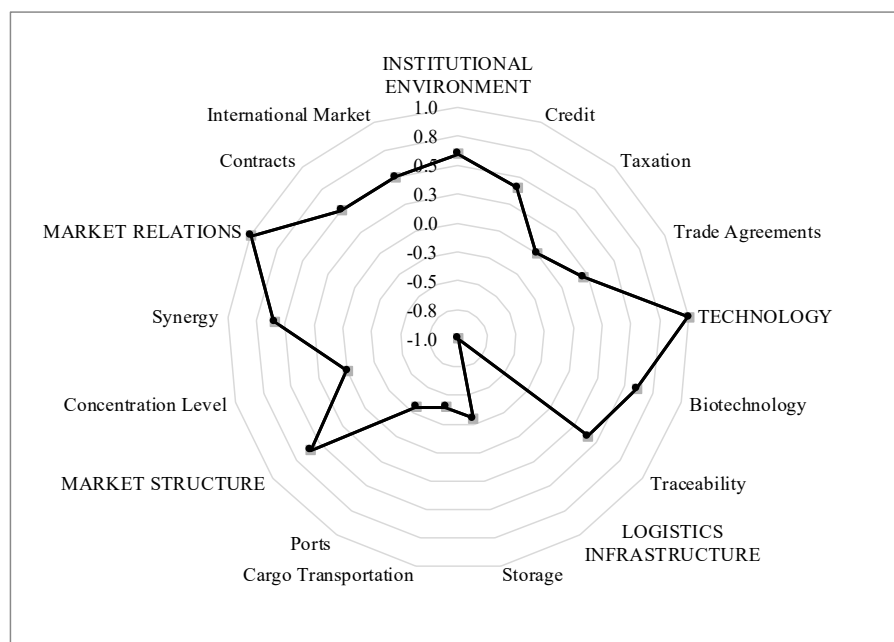 INSTITUTIONAL
ENVIRONMENT
Credit
Taxation
Trade Agreements
TECHNOLOGY
Biotechnology
Traceability
LOGISTICS
INFRASTRUCTURE
Storage
Cargo Transportation
Ports
MARKET STRUCTURE
Concentration Level
Synergy
MARKET RELATIONS
Contracts
International Market
1.0
0.8
0.5
0.3
0.0
-0.3
-0.5
-0.8
-1.0